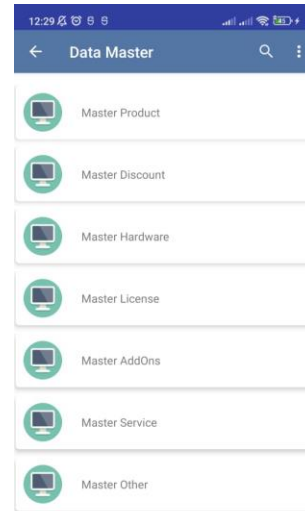 12:29
Data Master
Master Product
Master Discount
Master Hardware
Master License
Master AddOns
Master Service
Master Other